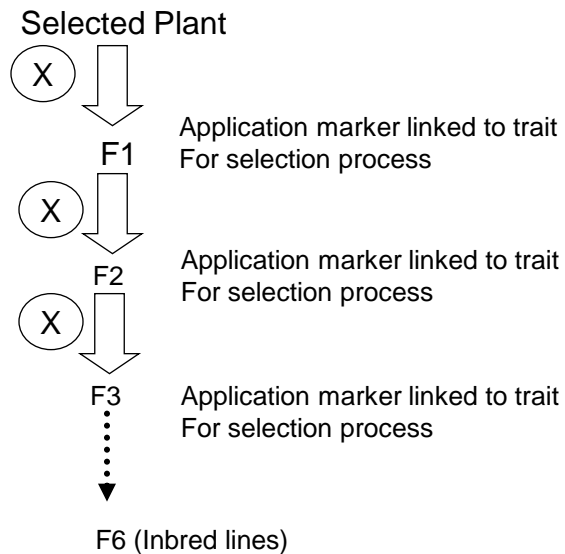 Selected Plant
X
Application marker linked to trait
F1
For selection process
X
Application marker linked to trait
F2
For selection process
X
F3
Application marker linked to trait
For selection process
F6 (Inbred lines)